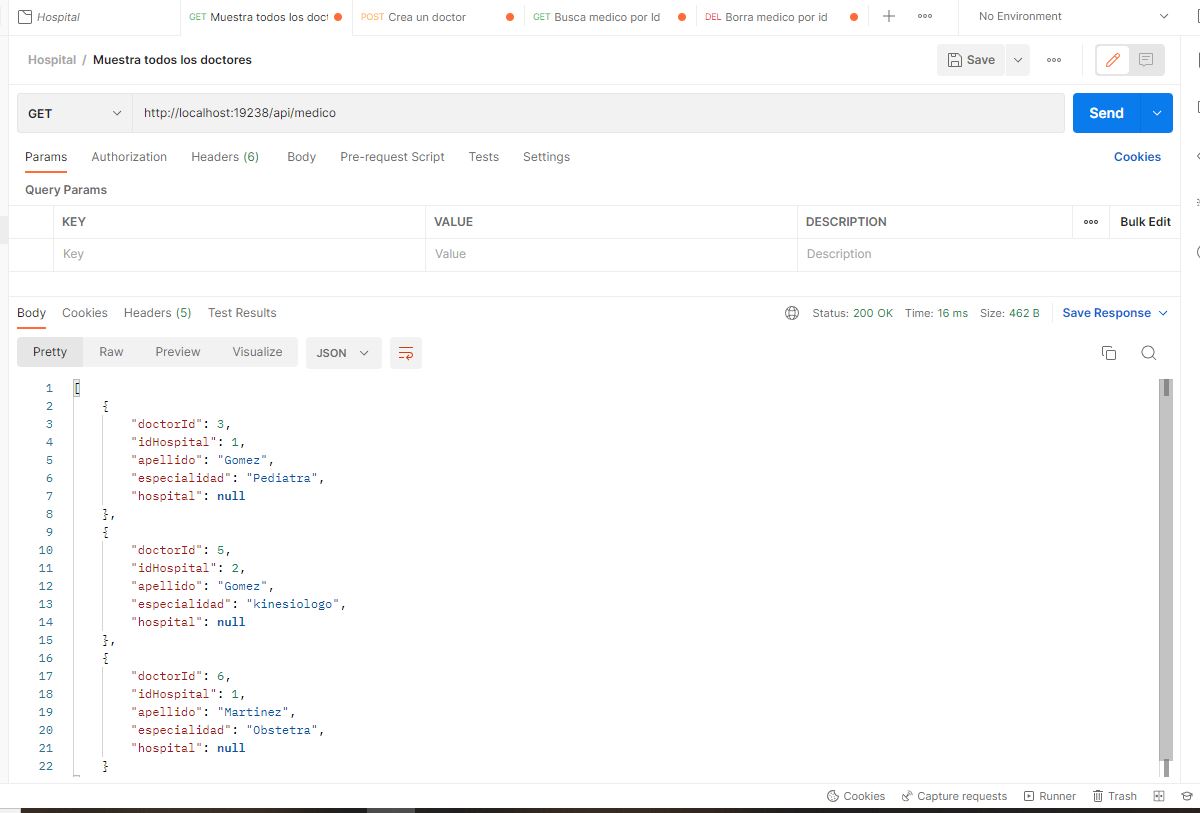 Hospital GET Muestra todos los doct POST Crea un doctor GET Busca medico por Id DEL Borra medico por id No Environment
Hospital / Muestra todos los doctores Save
GET http://localhost:19238/api/medico Send
Params Authorization Headers (6) Body Pre-request Script Tests Settings Cookies
Query Params
KEY VALUE DESCRIPTION Bulk Edit
Key Value Description
Body Cookies Headers (5) Test Results Status: 200 OK Time: 16 ms Size: 462 B Save Response
Pretty Raw Preview Visualize JSON
1 [
2 {
3 "doctorId": 3,
4 "idHospital": 1,
5 "apellido": "Gomez",
6 "especialidad": "Pediatra",
7 "hospital": null
8 },
9 {
10 "doctorId": 5,
11 "idHospital": 2,
12 "apellido": "Gomez",
13 "especialidad": "kinesiologo",
14 "hospital": null
15 },
16 {
17 "doctorId": 6,
18 "idHospital": 1,
19 "apellido": "Martinez",
20 "especialidad": "Obstetra",
21 "hospital": null
22 }
Cookies Capture requests Runner Trash